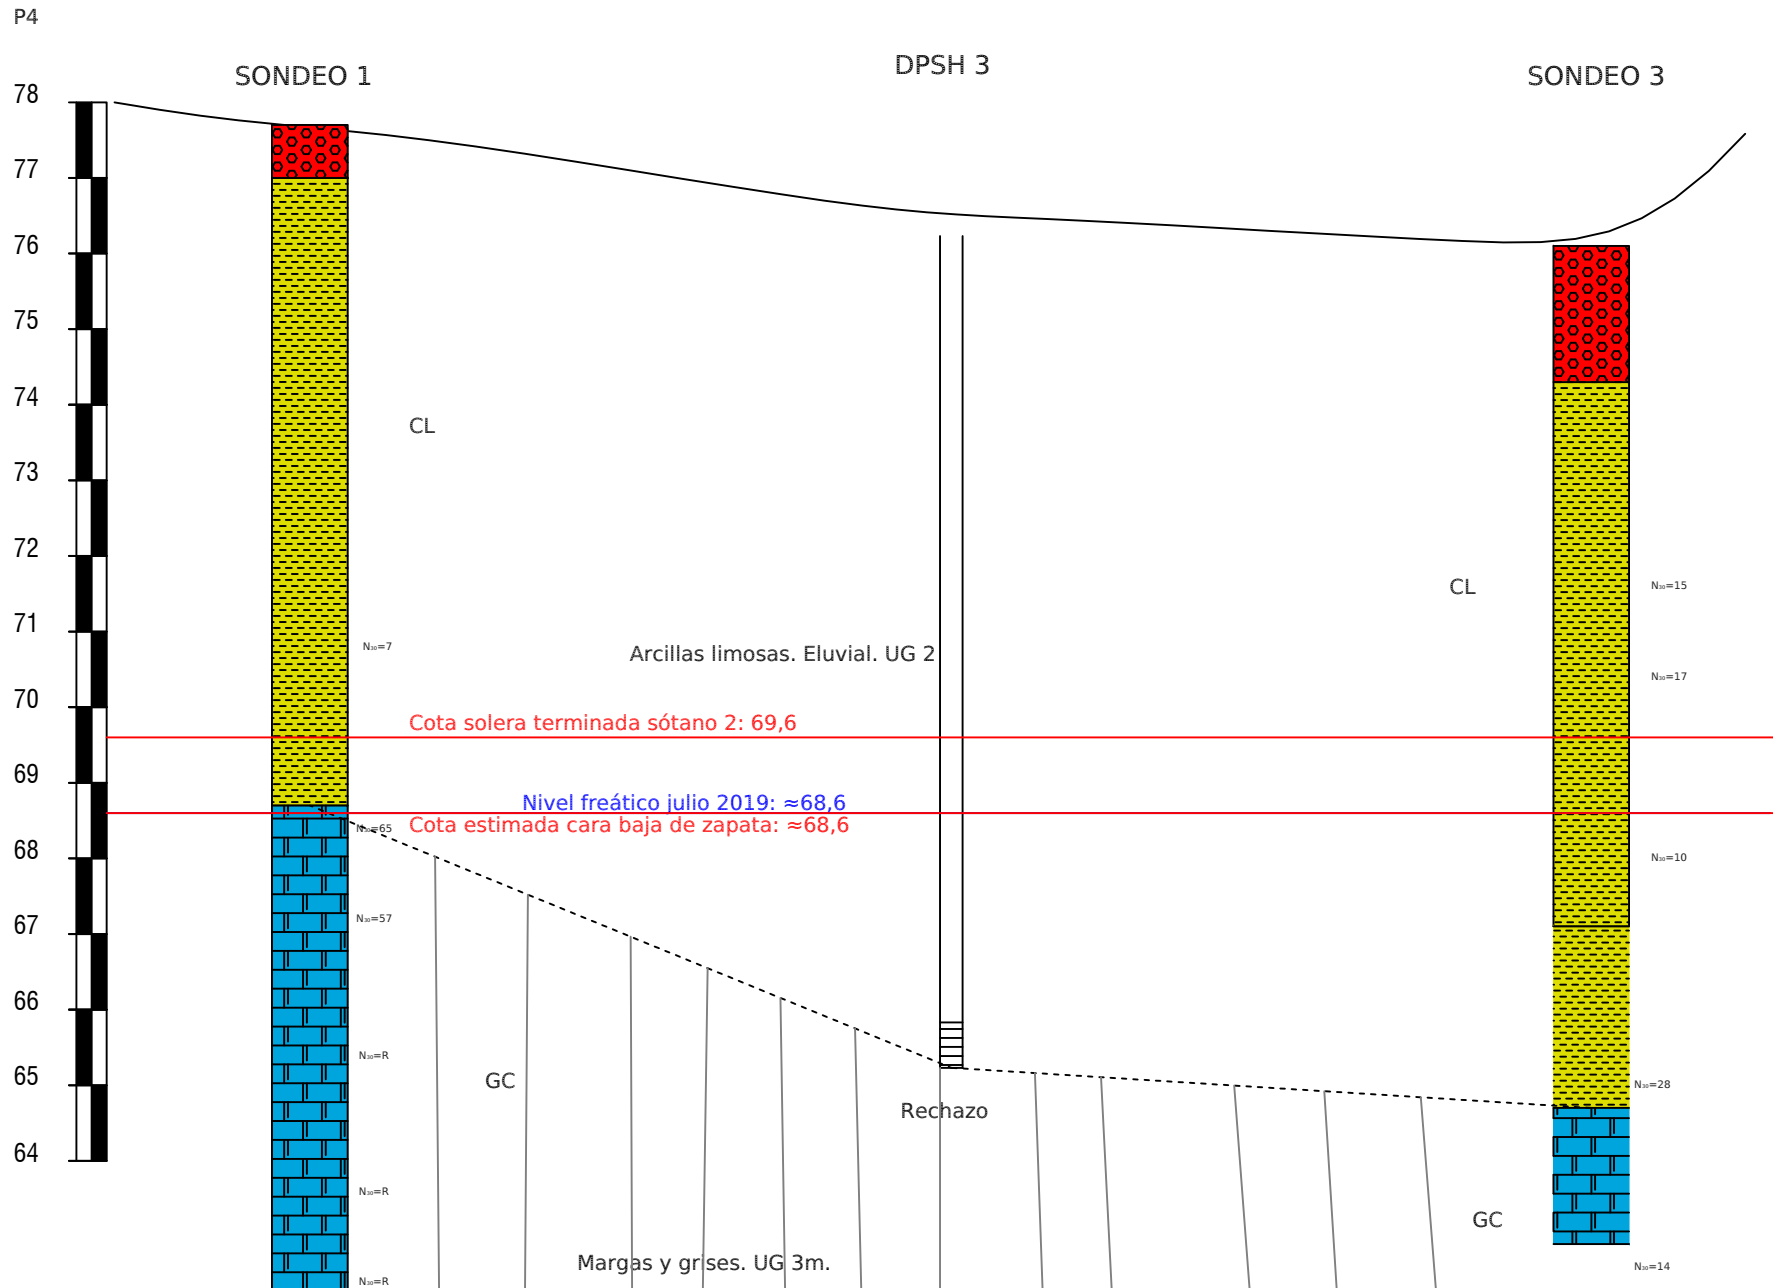 P4
SONDEO 1
DPSH 3
SONDEO 3
78
77
76
75
74
73
72
71
70
69
68
67
66
65
64
CL
CL
N₃₀=15
N₃₀=7
Arcillas limosas. Eluvial. UG 2
N₃₀=17
Cota solera terminada sótano 2: 69,6
Nivel freático julio 2019: ≈68,6
Cota estimada cara baja de zapata: ≈68,6
N₃₀=65
N₃₀=10
N₃₀=57
N₃₀=R
GC
N₃₀=28
Rechazo
N₃₀=R
GC
Margas y grises. UG 3m.
N₃₀=14
N₃₀=R